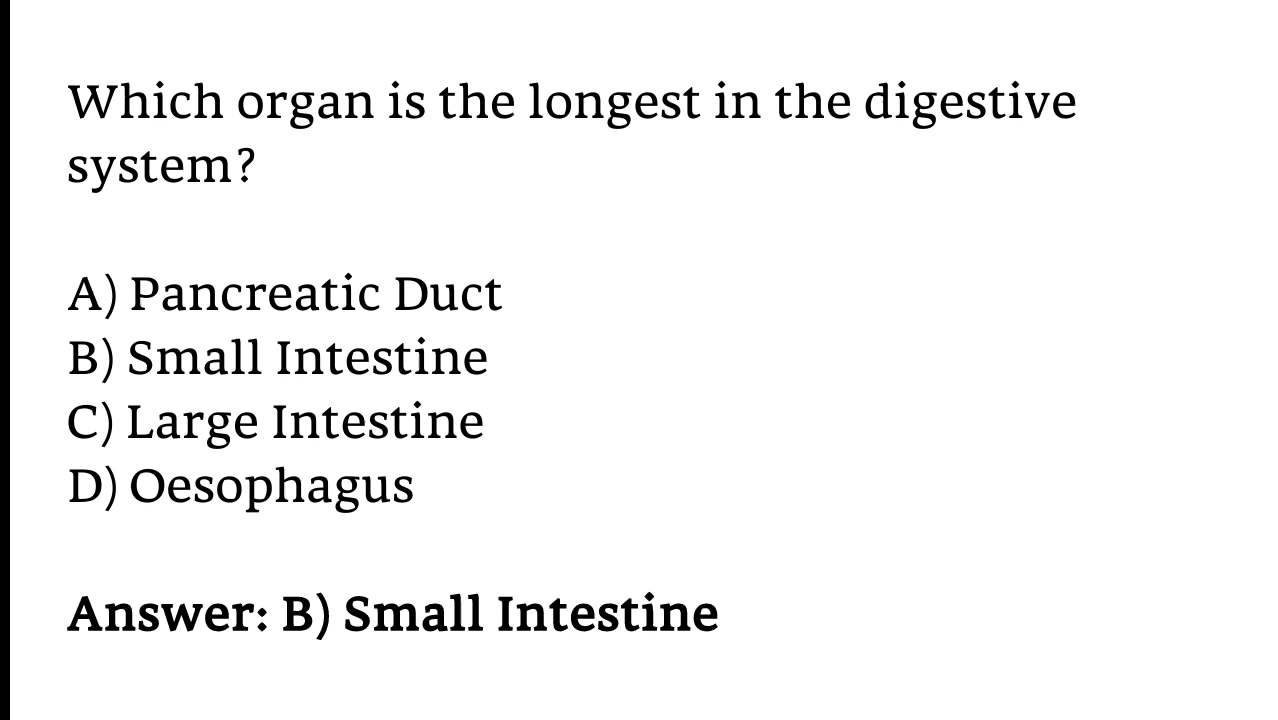 Which organ is the longest in the digestive
system?
A) Pancreatic Duct
B) Small Intestine
C) Large Intestine
D) Oesophagus
Answer: B) Small Intestine